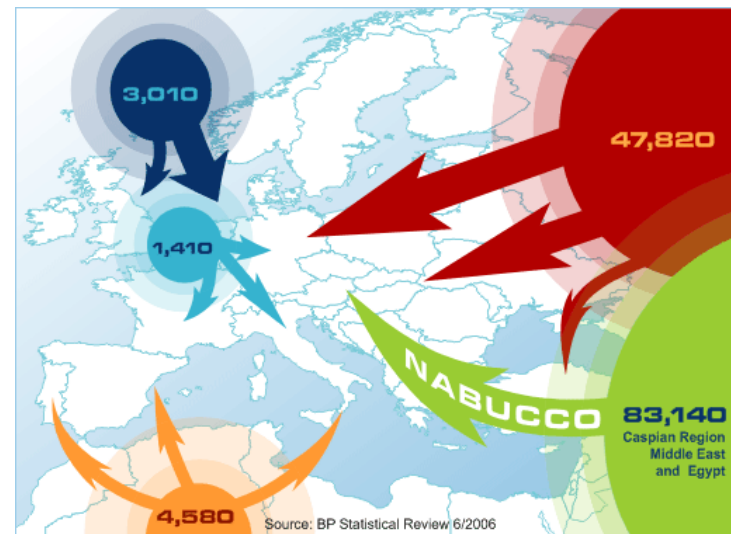 3,010
47,820
1,410
NABUCCO
83,140
Caspian Region
Middle East
and Egypt
4,580
Source: BP Statistical Review 6/2006